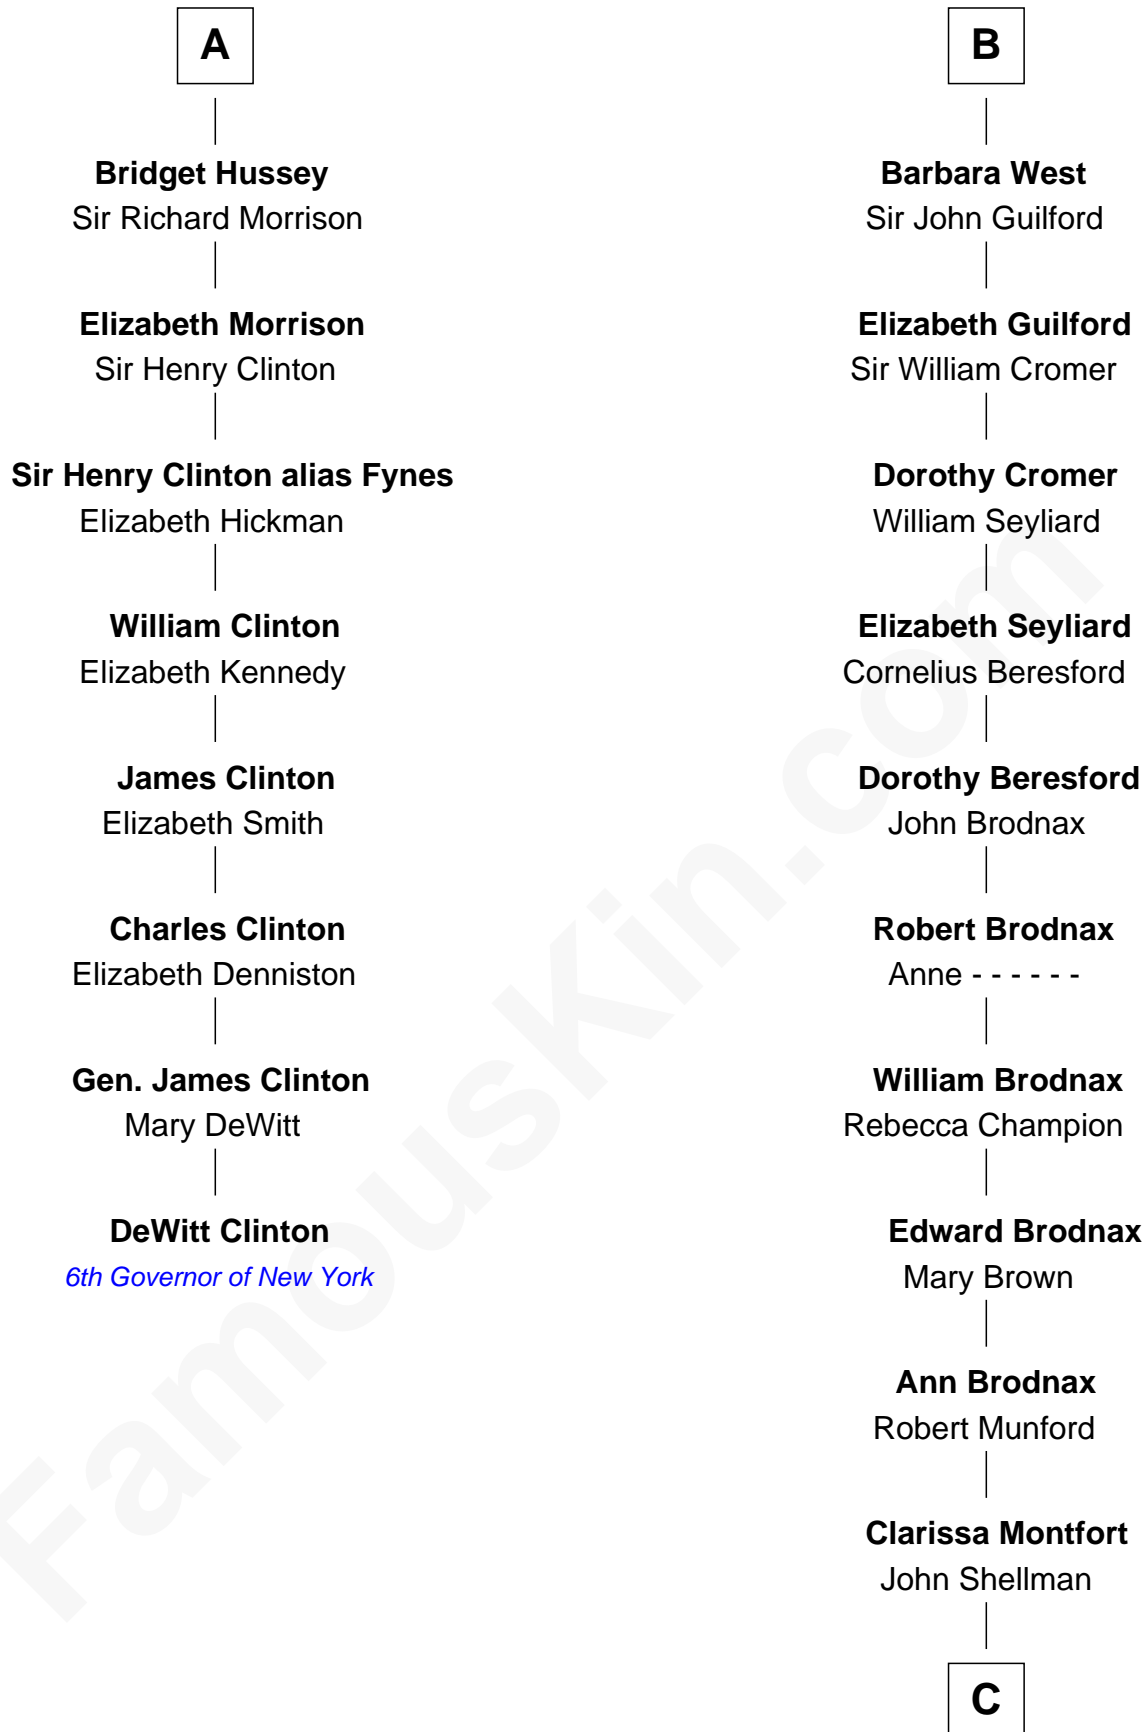 A
Bridget Hussey
Sir Richard Morrison
Elizabeth Morrison
Sir Henry Clinton
Sir Henry Clinton alias Fynes
Elizabeth Hickman
William Clinton
Elizabeth Kennedy
James Clinton
Elizabeth Smith
Charles Clinton
Elizabeth Denniston
Gen. James Clinton
Mary DeWitt
DeWitt Clinton
6th Governor of New York
B
Barbara West
Sir John Guilford
Elizabeth Guilford
Sir William Cromer
Dorothy Cromer
William Seyliard
Elizabeth Seyliard
Cornelius Beresford
Dorothy Beresford
John Brodnax
Robert Brodnax
Anne - - - - - -
William Brodnax
Rebecca Champion
Edward Brodnax
Mary Brown
Ann Brodnax
Robert Munford
Clarissa Montfort
John Shellman
C
FamousKin.com